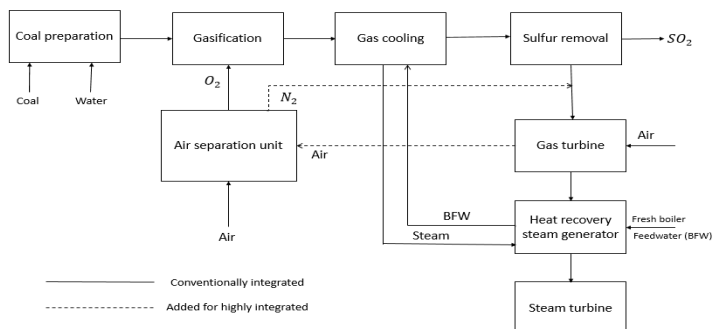 Coal preparation
Gasification
Gas cooling
Sulfur removal
SO₂
O₂
N₂
Coal
Water
Air separation unit
Air
Gas turbine
Air
Air
BFW
Steam
Heat recovery
steam generator
Fresh boiler
Feedwater (BFW)
Conventionally integrated
Added for highly integrated
Steam turbine